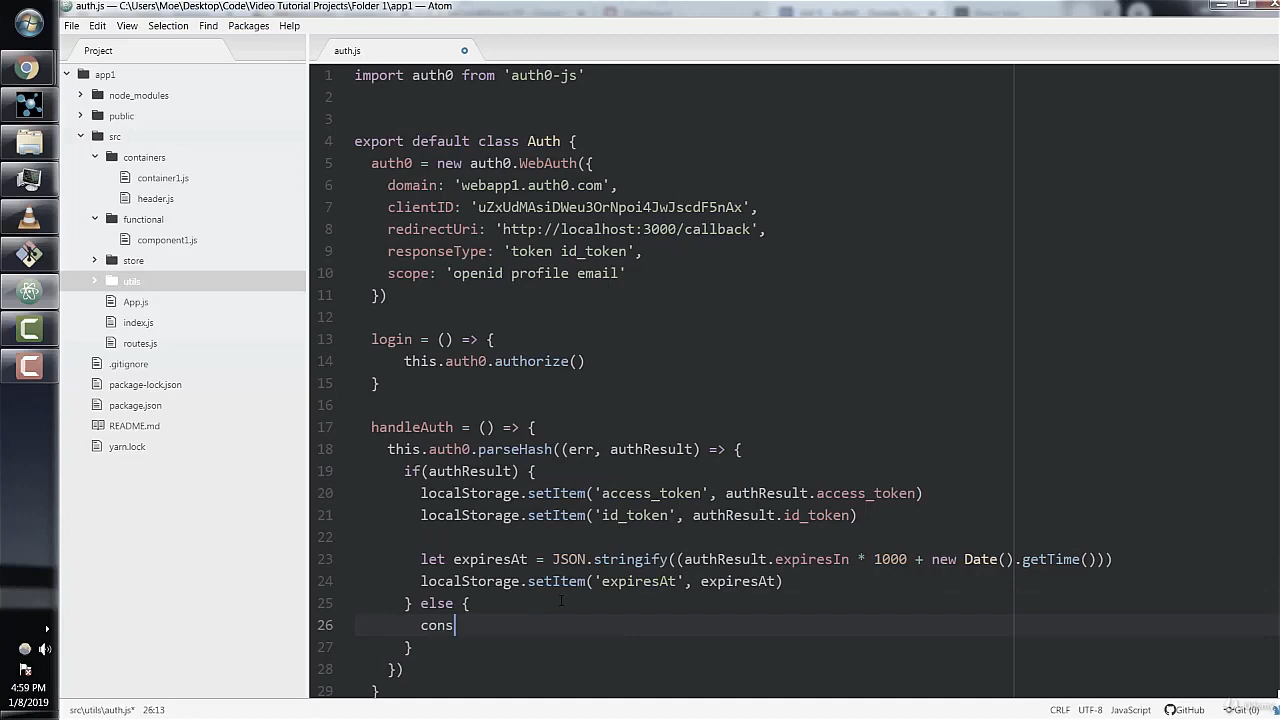 auth.js — C:\Users\Moe\Desktop\Code\Video Tutorial Projects\Folder 1\app1 — Atom
File Edit View Selection Find Packages Help
Project
auth.js
app1
node_modules
public
src
containers
container1.js
header.js
functional
component1.js
store
utils
App.js
index.js
routes.js
.gitignore
package-lock.json
package.json
README.md
yarn.lock
1 import auth0 from 'auth0-js'
2
3
4 export default class Auth {
5 auth0 = new auth0.WebAuth({
6 domain: 'webapp1.auth0.com',
7 clientID: 'uZxUdMAsiDWeu3OrNpoi4JwJscdF5nAx',
8 redirectUri: 'http://localhost:3000/callback',
9 responseType: 'token id_token',
10 scope: 'openid profile email'
11 })
12
13 login = () => {
14 this.auth0.authorize()
15 }
16
17 handleAuth = () => {
18 this.auth0.parseHash((err, authResult) => {
19 if(authResult) {
20 localStorage.setItem('access_token', authResult.access_token)
21 localStorage.setItem('id_token', authResult.id_token)
22
23 let expiresAt = JSON.stringify((authResult.expiresIn * 1000 + new Date().getTime()))
24 localStorage.setItem('expiresAt', expiresAt)
25 } else {
26 cons
27 }
28 })
29 }
4:59 PM
1/8/2019
src\utils\auth.js* 26:13
CRLF UTF-8 JavaScript GitHub Git (0)